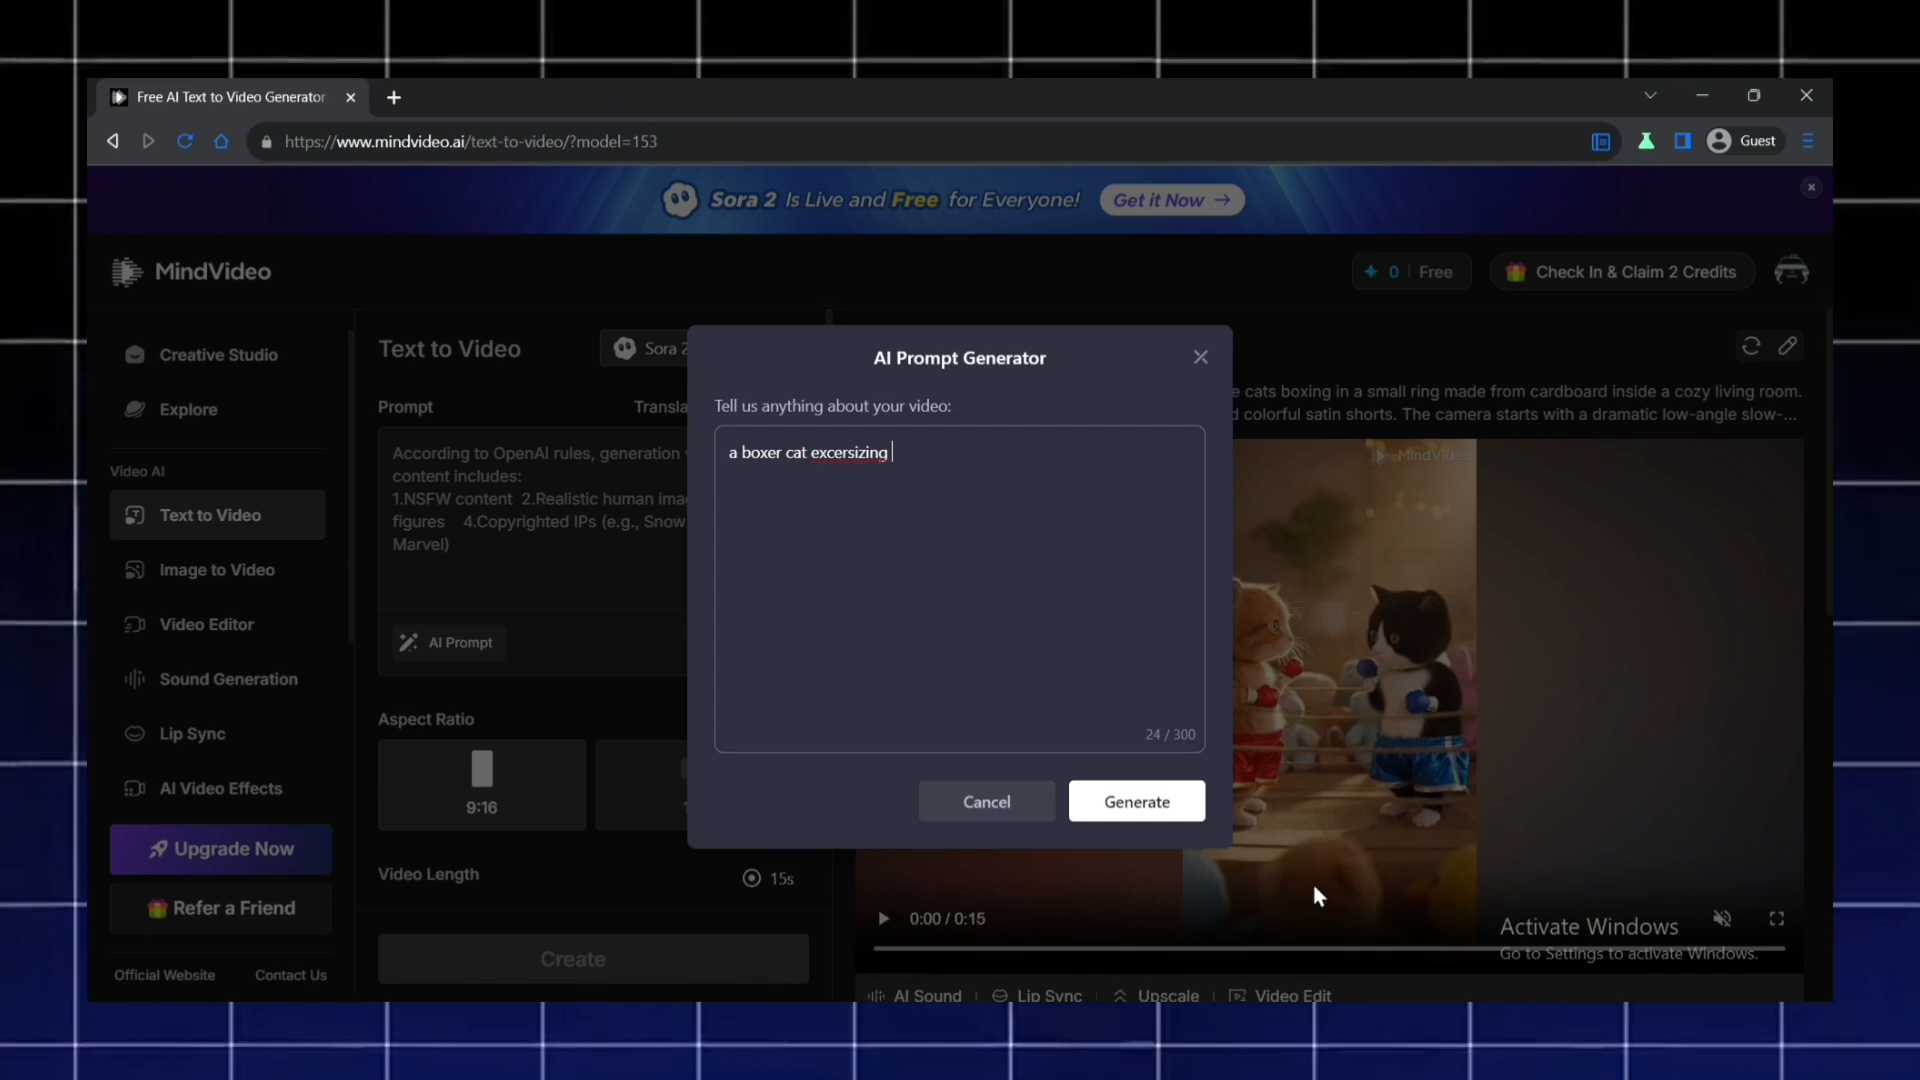 Free AI Text to Video Generator
https://www.mindvideo.ai/text-to-video/?model=153
Guest
Sora 2 Is Live and Free for Everyone!
Get it Now →
MindVideo
0 | Free
Check In & Claim 2 Credits
Creative Studio
Explore
Video AI
Text to Video
Image to Video
Video Editor
Sound Generation
Lip Sync
AI Video Effects
Upgrade Now
Refer a Friend
Official Website
Contact Us
Text to Video
Sora 2
Prompt
Transla
According to OpenAI rules, generation
content includes:
1.NSFW content 2.Realistic human
figures 4.Copyrighted IPs (e.g., Snow
Marvel)
AI Prompt
Aspect Ratio
9:16
Video Length
15s
Create
AI Prompt Generator
Tell us anything about your video:
a boxer cat excersizing
24 / 300
Cancel
Generate
cats boxing in a small ring made from cardboard inside a cozy living room.
colorful satin shorts. The camera starts with a dramatic low-angle slow-...
MindVideo
0:00 / 0:15
Activate Windows
Go to Settings to activate Windows.
AI Sound
Lip Sync
Upscale
Video Edit